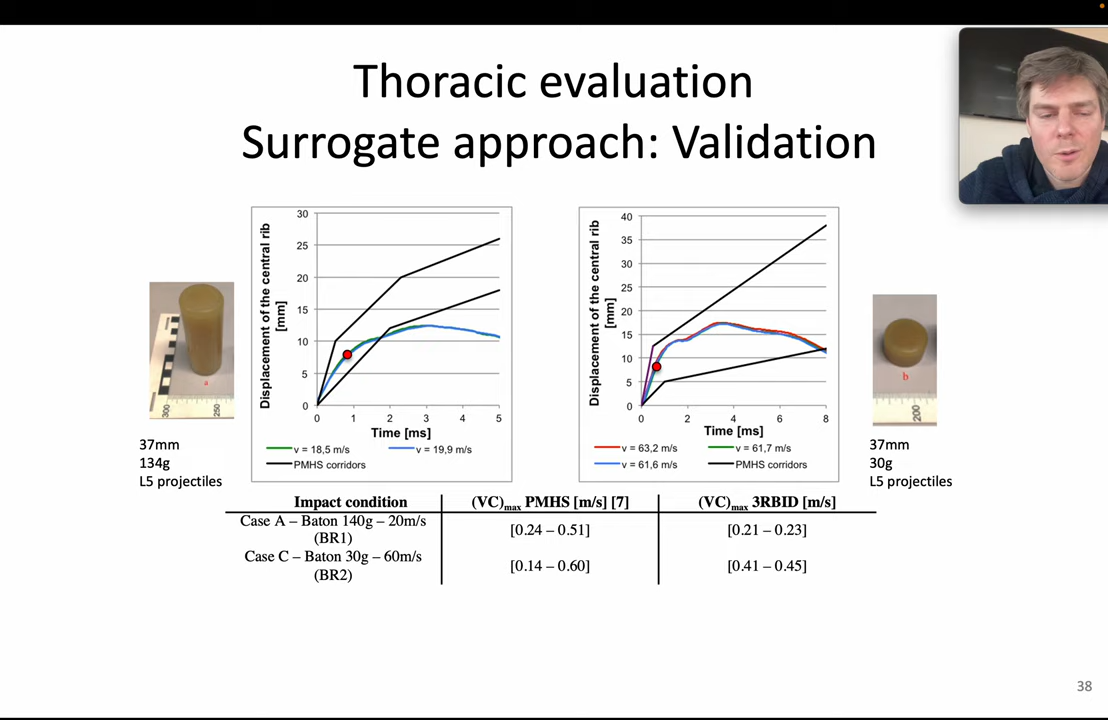 Thoracic evaluation
Surrogate approach: Validation
Displacement of the central rib
[mm]
30
25
20
15
10
5
0
0 1 2 3 4 5
Time [ms]
v = 18,5 m/s
v = 19,9 m/s
PMHS corridors
Displacement of the central rib
[mm]
40
35
30
25
20
15
10
5
0
0 2 4 6 8
Time [ms]
v = 63,2 m/s
v = 61,7 m/s
v = 61,6 m/s
PMHS corridors
a
300
250
37mm
134g
L5 projectiles
b
200
37mm
30g
L5 projectiles
Impact condition (VC)max PMHS [m/s] [7] (VC)max 3RBID [m/s]
Case A – Baton 140g – 20m/s
(BR1)
[0.24 – 0.51] [0.21 – 0.23]
Case C – Baton 30g – 60m/s
(BR2)
[0.14 – 0.60] [0.41 – 0.45]
38